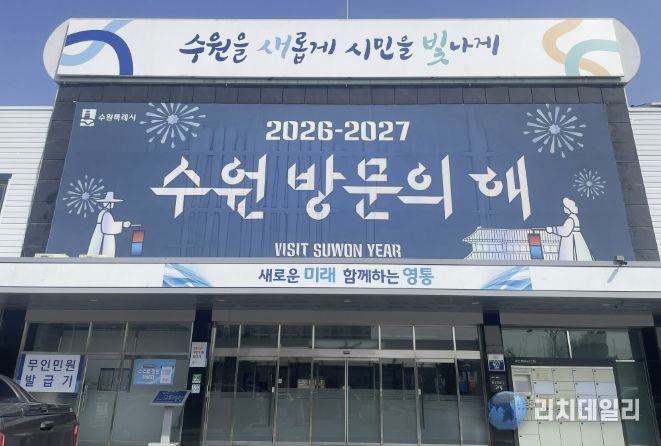 수원을 새롭게 시민을 빛나게
수원특례시
2026-2027
수원 방문의 해
VISIT SUWON YEAR
새로운 미래 함께하는 영통
무인민원
발급기
리치데일리